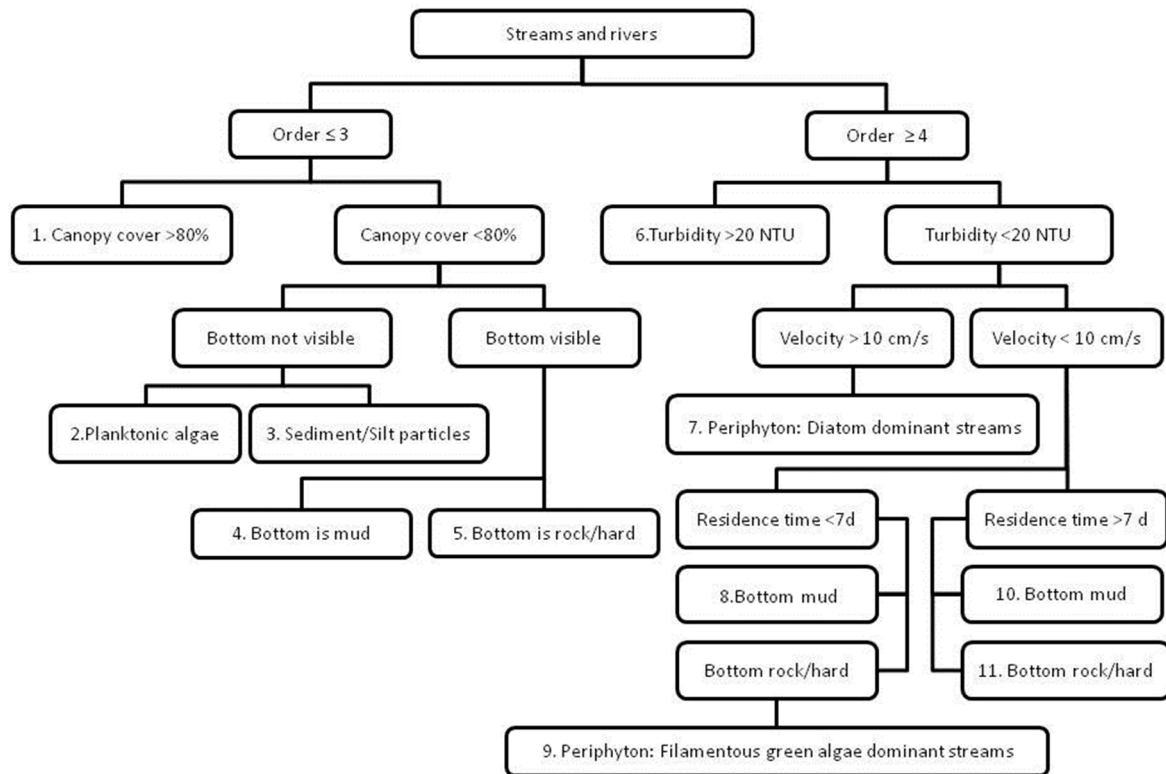 Streams and rivers
Order ≤ 3
Order ≥ 4
1. Canopy cover >80%
Canopy cover <80%
6.Turbidity >20 NTU
Turbidity <20 NTU
Bottom not visible
Bottom visible
Velocity > 10 cm/s
Velocity < 10 cm/s
2.Planktonic algae
3. Sediment/Silt particles
7. Periphyton: Diatom dominant streams
4. Bottom is mud
5. Bottom is rock/hard
Residence time <7d
Residence time >7 d
8.Bottom mud
10. Bottom mud
Bottom rock/hard
11. Bottom rock/hard
9. Periphyton: Filamentous green algae dominant streams